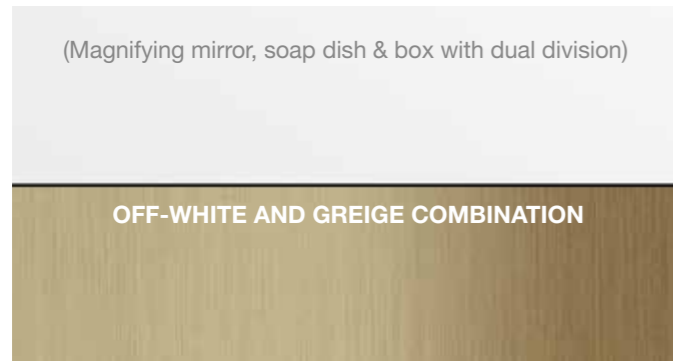 (Magnifying mirror, soap dish & box with dual division)
OFF-WHITE AND GREIGE COMBINATION